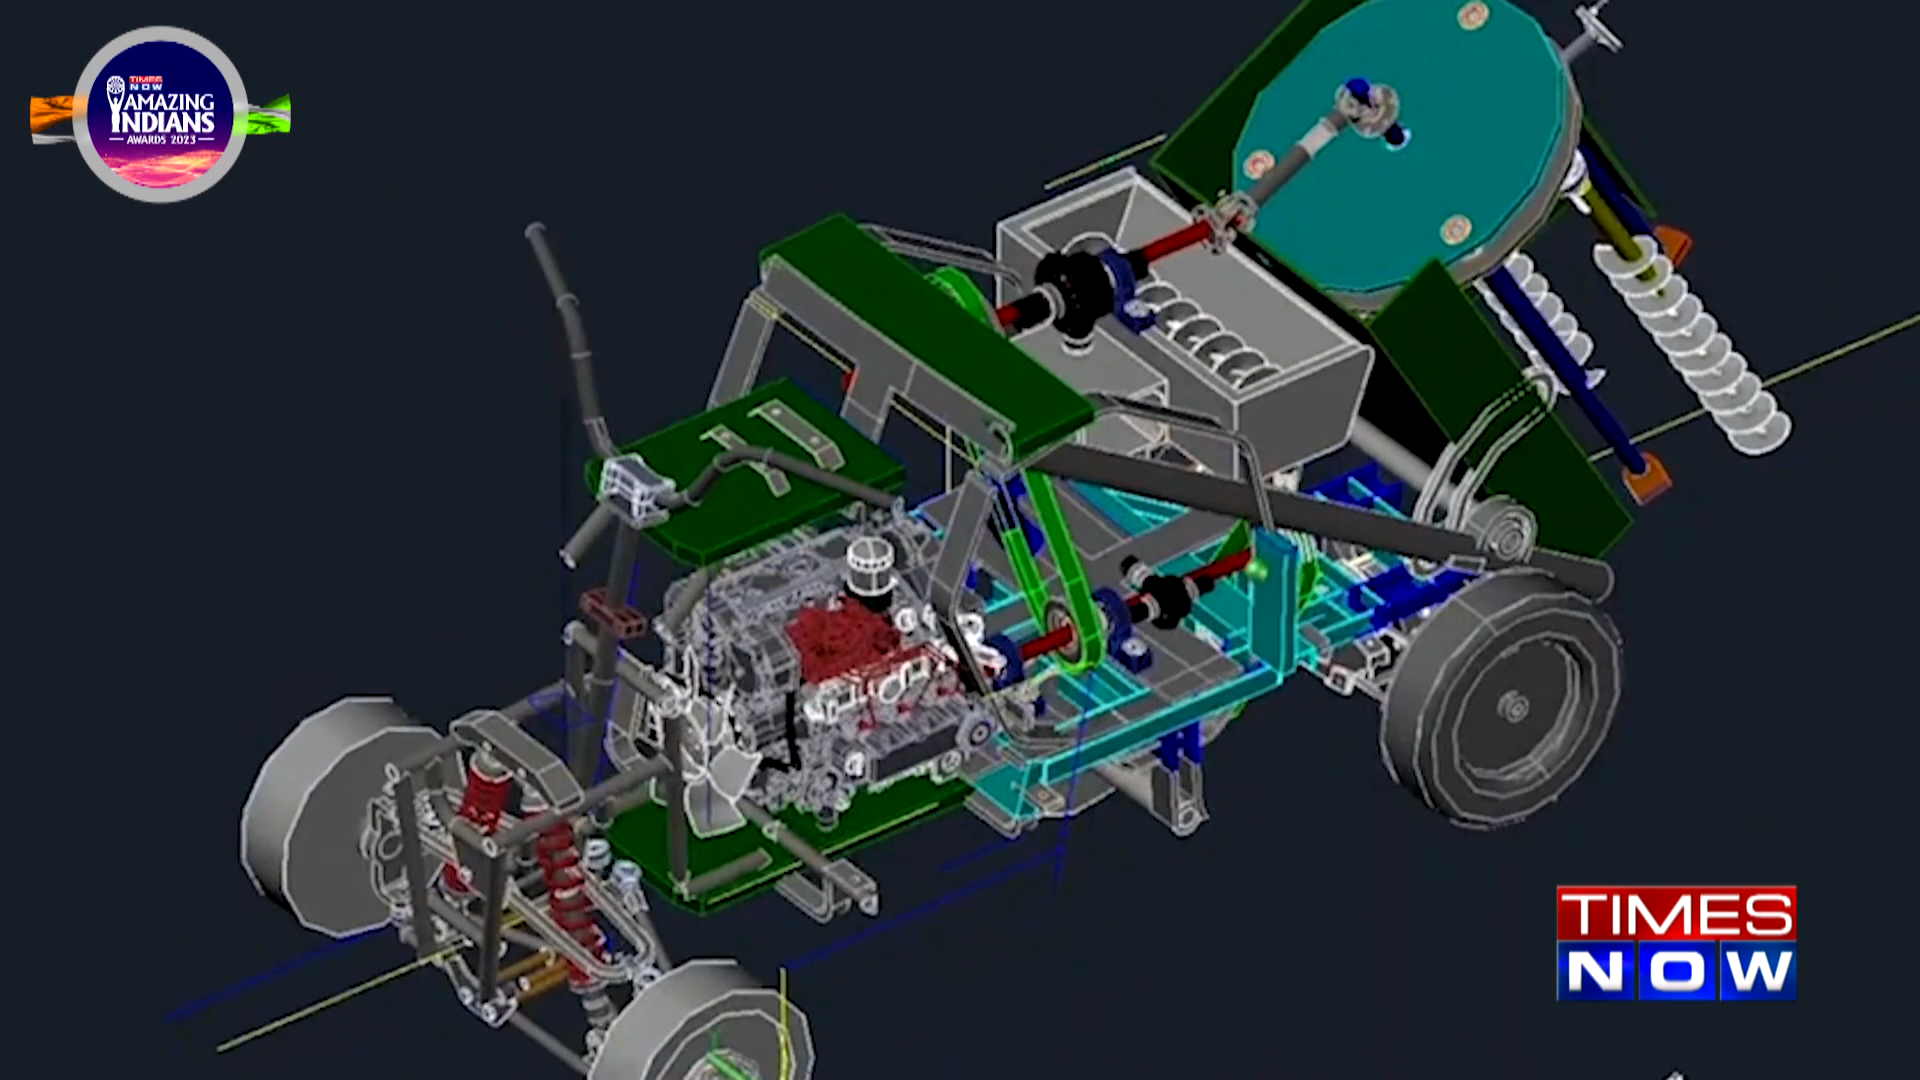 TIMES
NOW
AMAZING
INDIANS
AWARDS 2023
TIMES
NOW